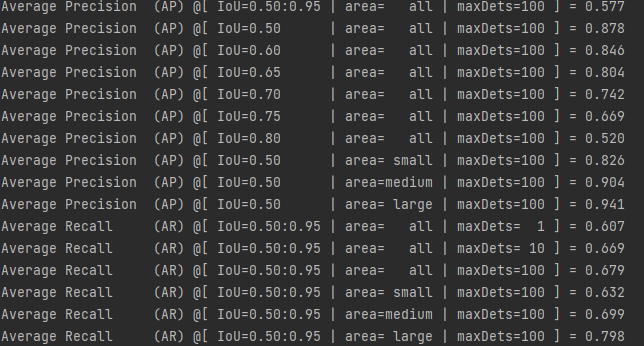 Average Precision  (AP) @[ IoU=0.50:0.95 | area=   all | maxDets=100 ] = 0.577
Average Precision  (AP) @[ IoU=0.50      | area=   all | maxDets=100 ] = 0.878
Average Precision  (AP) @[ IoU=0.60      | area=   all | maxDets=100 ] = 0.846
Average Precision  (AP) @[ IoU=0.65      | area=   all | maxDets=100 ] = 0.804
Average Precision  (AP) @[ IoU=0.70      | area=   all | maxDets=100 ] = 0.742
Average Precision  (AP) @[ IoU=0.75      | area=   all | maxDets=100 ] = 0.669
Average Precision  (AP) @[ IoU=0.80      | area=   all | maxDets=100 ] = 0.520
Average Precision  (AP) @[ IoU=0.50      | area= small | maxDets=100 ] = 0.826
Average Precision  (AP) @[ IoU=0.50      | area=medium | maxDets=100 ] = 0.904
Average Precision  (AP) @[ IoU=0.50      | area= large | maxDets=100 ] = 0.941
Average Recall     (AR) @[ IoU=0.50:0.95 | area=   all | maxDets=  1 ] = 0.607
Average Recall     (AR) @[ IoU=0.50:0.95 | area=   all | maxDets= 10 ] = 0.669
Average Recall     (AR) @[ IoU=0.50:0.95 | area=   all | maxDets=100 ] = 0.679
Average Recall     (AR) @[ IoU=0.50:0.95 | area= small | maxDets=100 ] = 0.632
Average Recall     (AR) @[ IoU=0.50:0.95 | area=medium | maxDets=100 ] = 0.699
Average Recall     (AR) @[ IoU=0.50:0.95 | area= large | maxDets=100 ] = 0.798